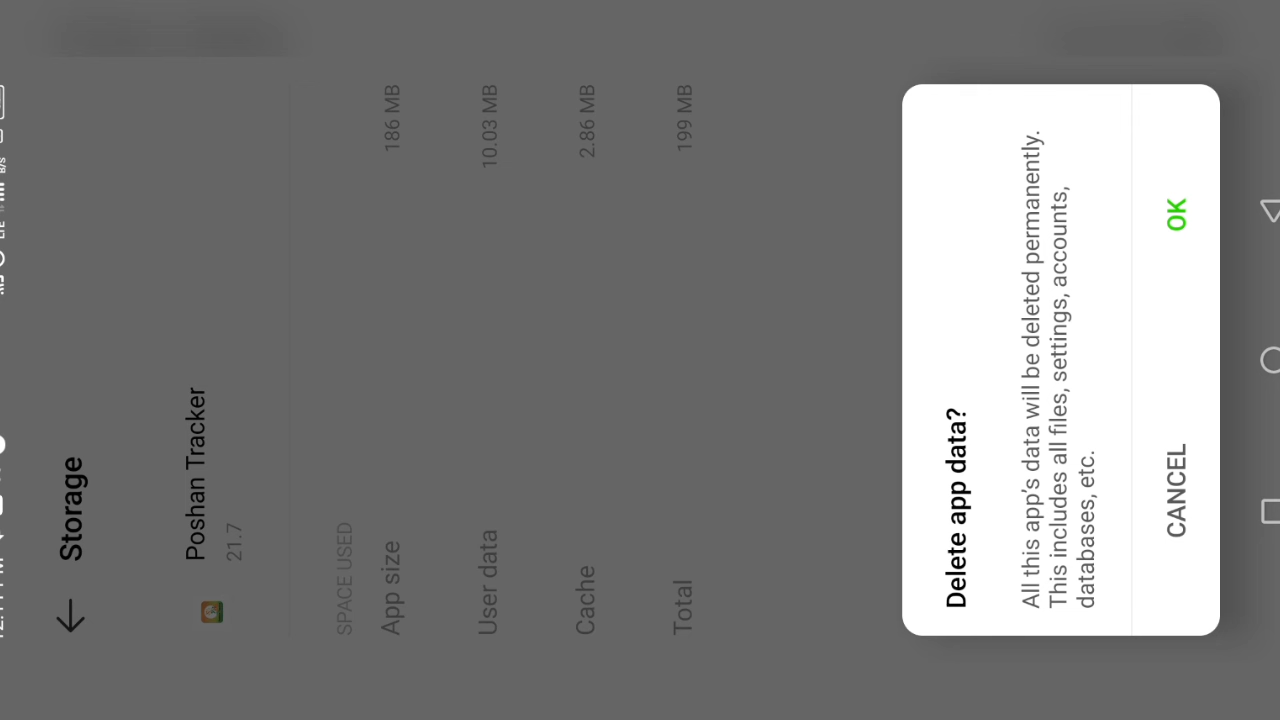 Storage
Poshan Tracker
21.7
SPACE USED
App size 186 MB
User data 10.03 MB
Cache 2.86 MB
Total 199 MB
Delete app data?
All this app's data will be deleted permanently.
This includes all files, settings, accounts,
databases, etc.
CANCEL OK